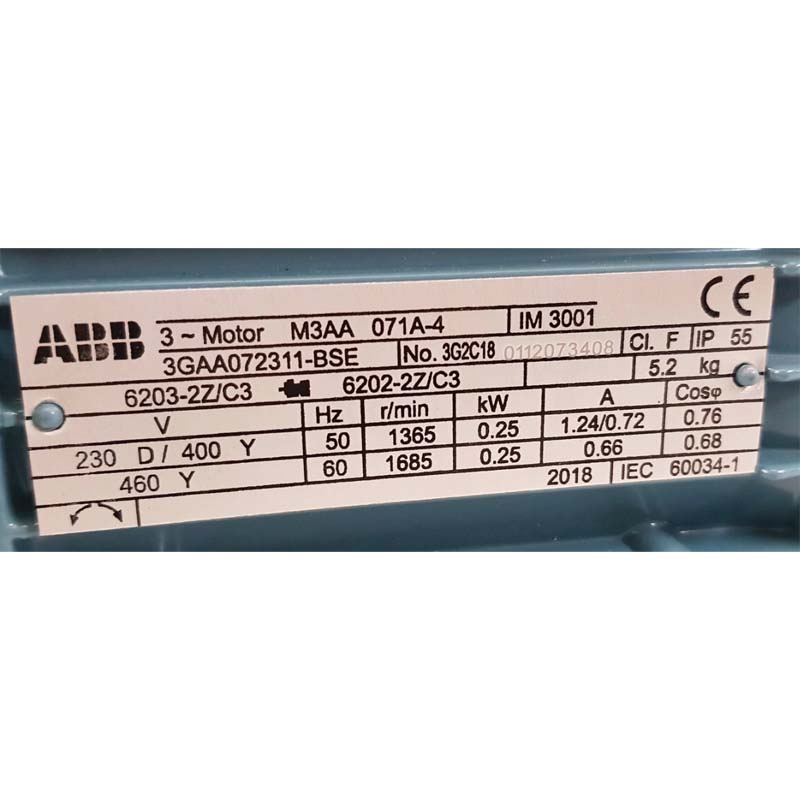 ABB 3 ~ Motor M3AA 071A-4 IM 3001 CE
3GAA072311-BSE No. 3G2C18 0112073408 Cl. F IP 55
6203-2Z/C3 6202-2Z/C3 5.2 kg
V Hz r/min kW A Cosφ
230 D / 400 Y 50 1365 0.25 1.24/0.72 0.76
460 Y 60 1685 0.25 0.66 0.68
2018 IEC 60034-1